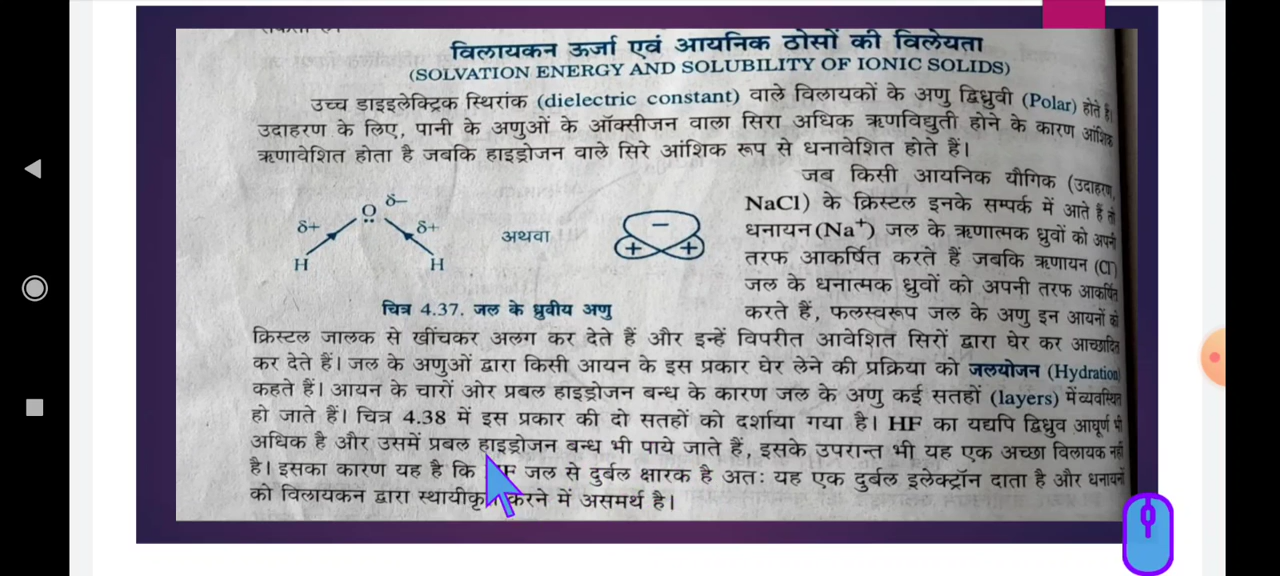 विलायकन ऊर्जा एवं आयनिक ठोसों की विलेयता
(SOLVATION ENERGY AND SOLUBILITY OF IONIC SOLIDS)
उच्च डाइइलेक्ट्रिक स्थिरांक (dielectric constant) वाले विलायकों के अणु द्विध्रुवी (Polar) होते हैं।
उदाहरण के लिए, पानी के अणुओं के ऑक्सीजन वाला सिरा अधिक ऋणविद्युती होने के कारण आंशिक
ऋणावेशित होता है जबकि हाइड्रोजन वाले सिरे आंशिक रूप से धनावेशित होते हैं।
जब किसी आयनिक यौगिक (उदाहरण,
NaCl) के क्रिस्टल इनके सम्पर्क में आते हैं तो
धनायन (Na⁺) जल के ऋणात्मक ध्रुवों को अपनी
तरफ आकर्षित करते हैं जबकि ऋणायन (Cl⁻)
जल के धनात्मक ध्रुवों को अपनी तरफ आकर्षित
करते हैं, फलस्वरूप जल के अणु इन आयनों को
δ–
O
δ+ δ+
H H
अथवा
–
+ +
चित्र 4.37. जल के ध्रुवीय अणु
क्रिस्टल जालक से खींचकर अलग कर देते हैं और इन्हें विपरीत आवेशित सिरों द्वारा घेर कर आच्छादित
कर देते हैं। जल के अणुओं द्वारा किसी आयन के इस प्रकार घेर लेने की प्रक्रिया को जलयोजन (Hydration)
कहते हैं। आयन के चारों ओर प्रबल हाइड्रोजन बन्ध के कारण जल के अणु कई सतहों (layers) में व्यवस्थित
हो जाते हैं। चित्र 4.38 में इस प्रकार की दो सतहों को दर्शाया गया है। HF का यद्यपि द्विध्रुव आघूर्ण भी
अधिक है और उसमें प्रबल हाइड्रोजन बन्ध भी पाये जाते हैं, इसके उपरान्त भी यह एक अच्छा विलायक नहीं
है। इसका कारण यह है कि जल से दुर्बल क्षारक है अतः यह एक दुर्बल इलेक्ट्रॉन दाता है और धनायनों
को विलायकन द्वारा स्थायीकृत करने में असमर्थ है।